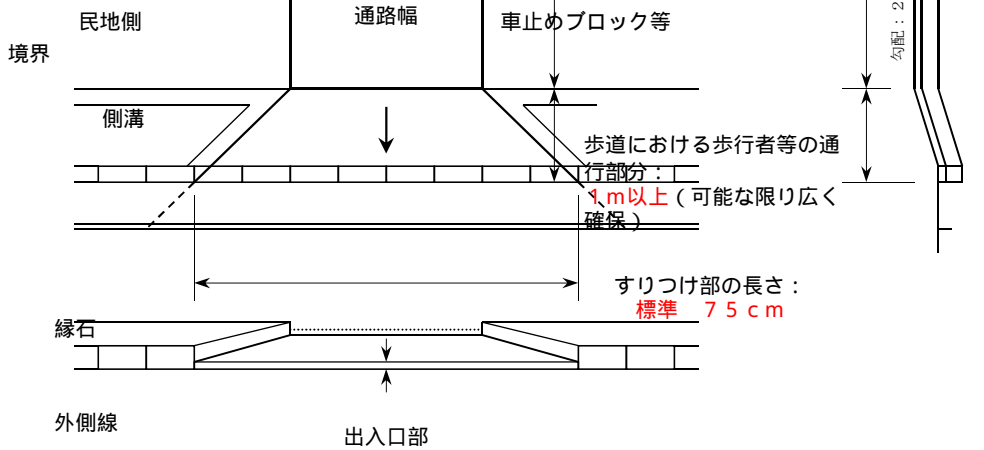 民地側
通路幅
車止めブロック等
境界
勾配：2
側溝
歩道における歩行者等の通
行部分：
1m以上（可能な限り広く
確保）
すりつけ部の長さ：
標準　７５ｃｍ
縁石
外側線
出入口部